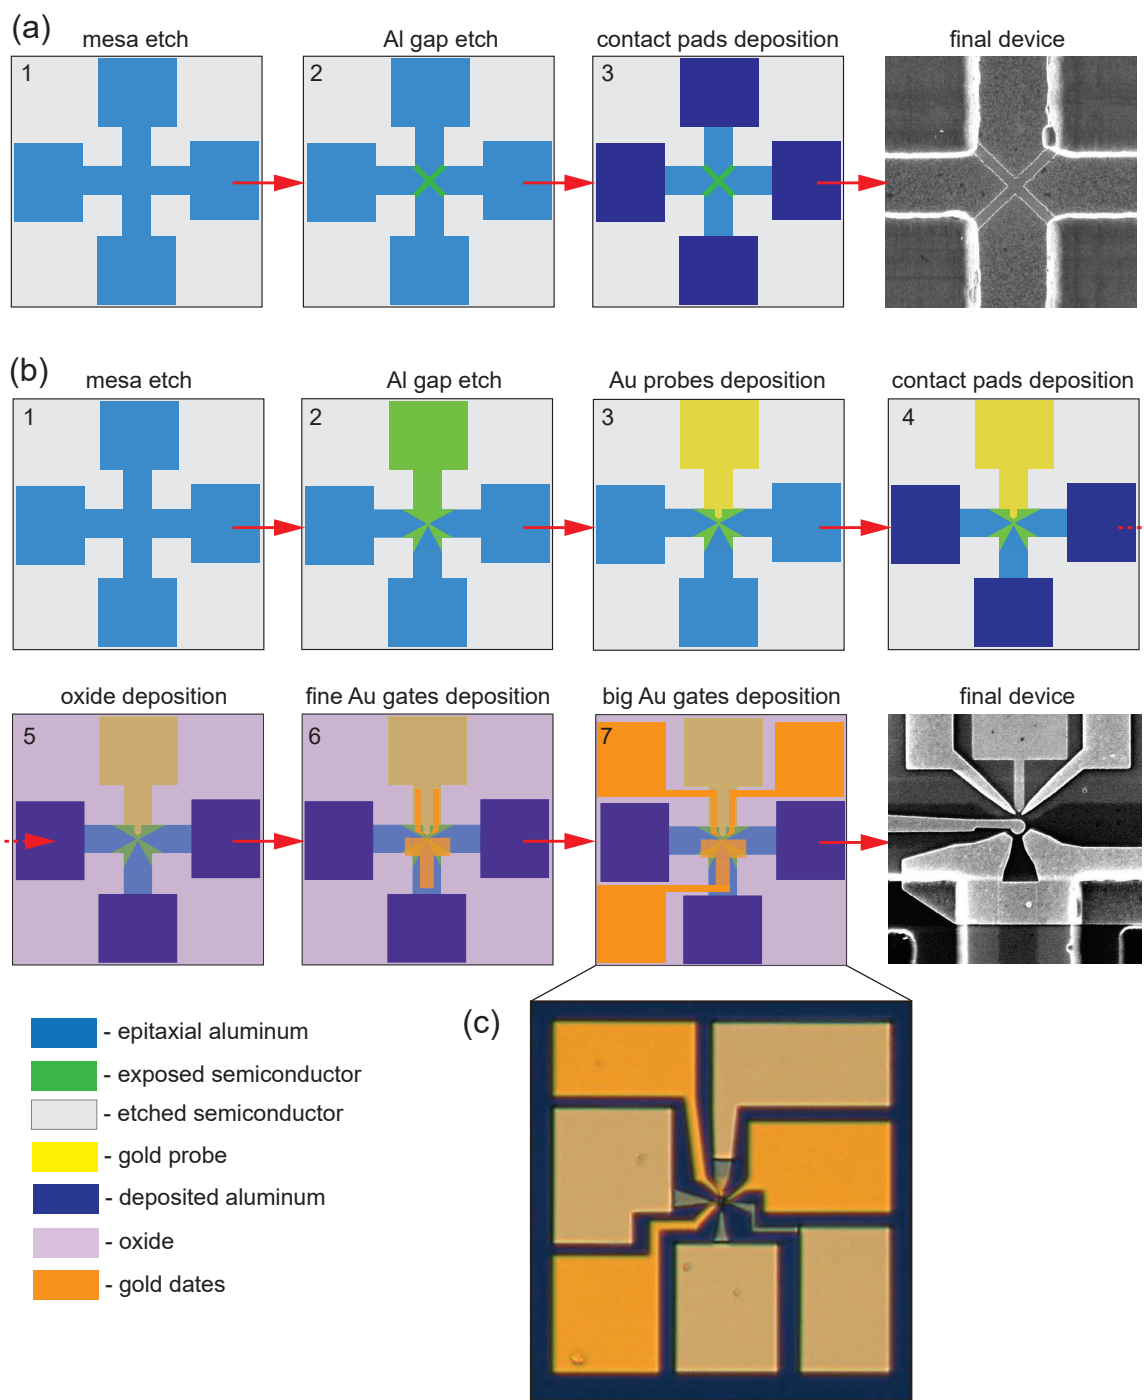 (a)
mesa etch
Al gap etch
contact pads deposition
final device
1
2
3
(b)
mesa etch
Al gap etch
Au probes deposition
contact pads deposition
1
2
3
4
oxide deposition
fine Au gates deposition
big Au gates deposition
final device
5
6
7
(c)
- epitaxial aluminum
- exposed semiconductor
- etched semiconductor
- gold probe
- deposited aluminum
- oxide
- gold dates